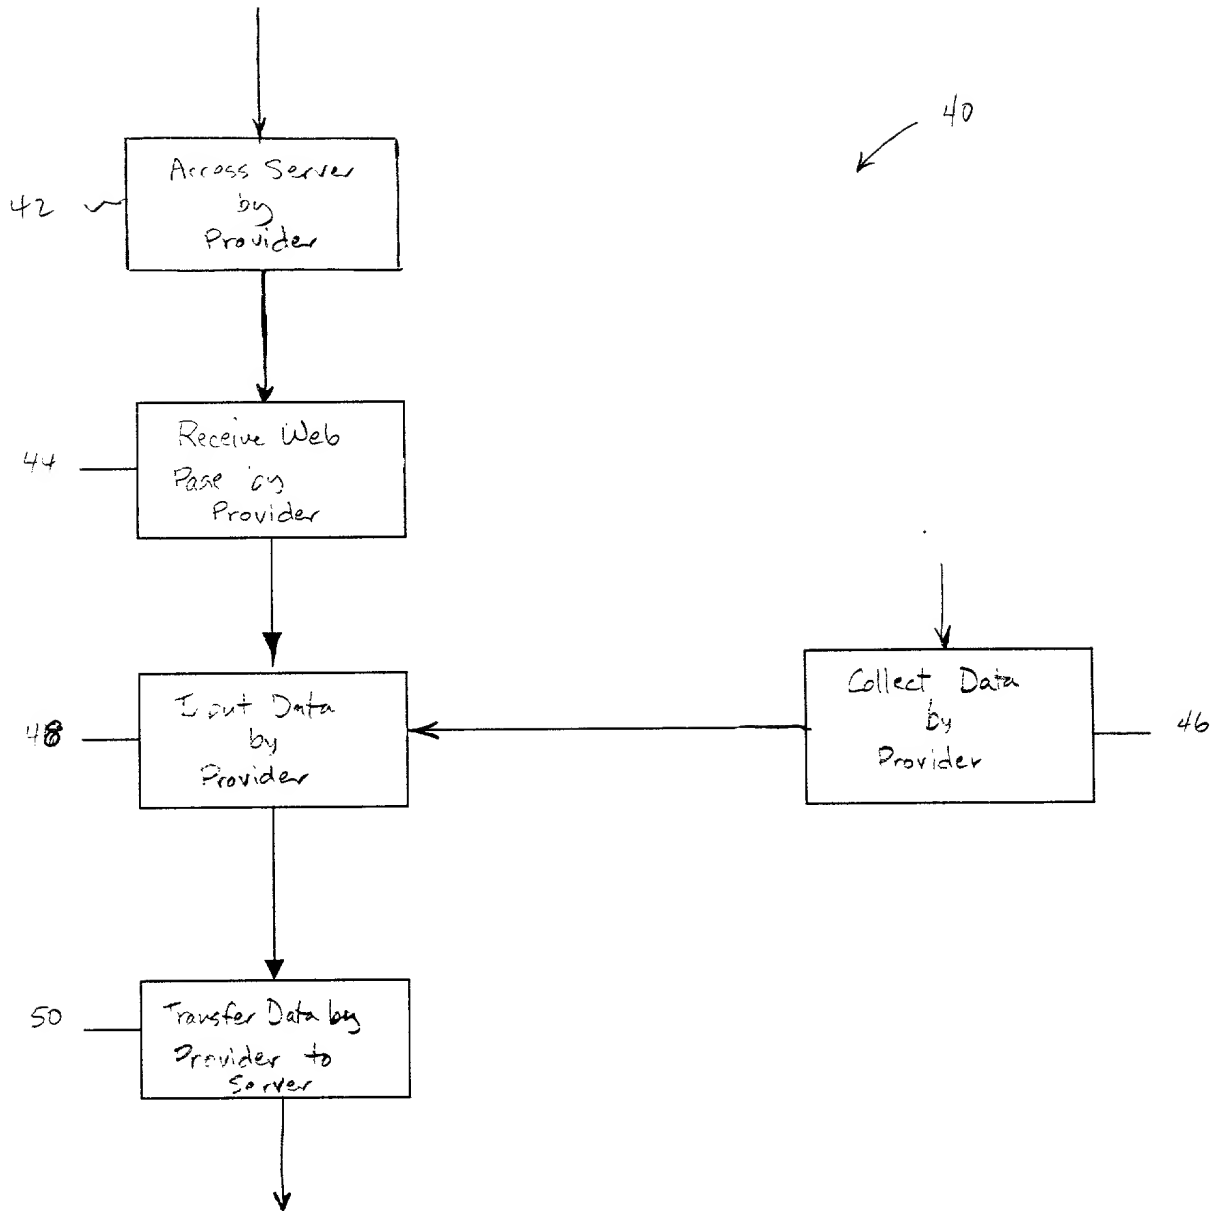 40
42
Access Server
by
Provider
44
Receive Web
Page by
Provider
48
Input Data
by
Provider
Collect Data
by
Provider
46
50
Transfer Data by
Provider to
Server